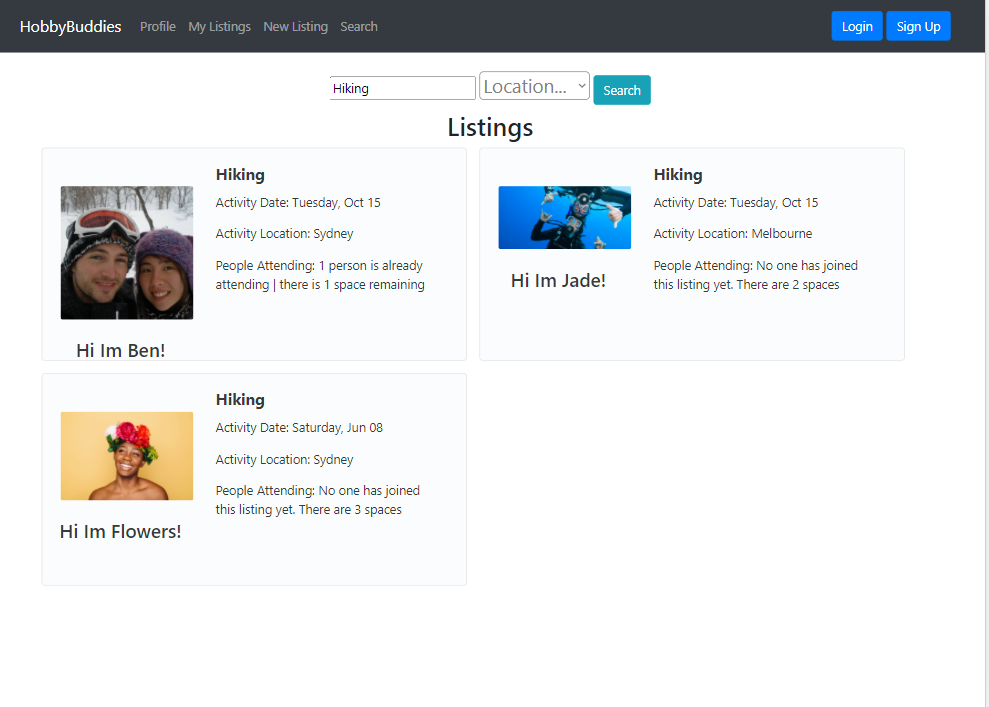 HobbyBuddies Profile My Listings New Listing Search Login Sign Up
Hiking Location... Search
Listings
Hiking
Activity Date: Tuesday, Oct 15
Activity Location: Sydney
People Attending: 1 person is already
attending | there is 1 space remaining
Hi Im Ben!
Hiking
Activity Date: Tuesday, Oct 15
Activity Location: Melbourne
People Attending: No one has joined
this listing yet. There are 2 spaces
Hi Im Jade!
Hiking
Activity Date: Saturday, Jun 08
Activity Location: Sydney
People Attending: No one has joined
this listing yet. There are 3 spaces
Hi Im Flowers!